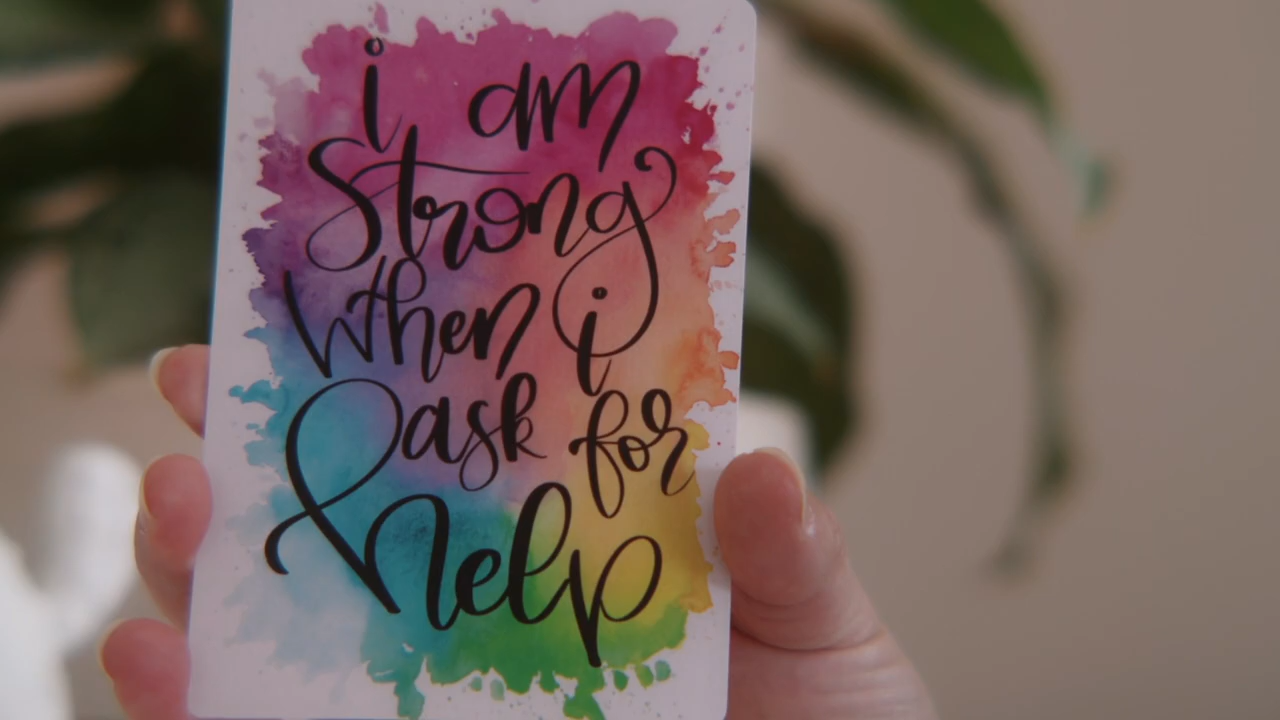 i am
Strong
when i
ask for
help